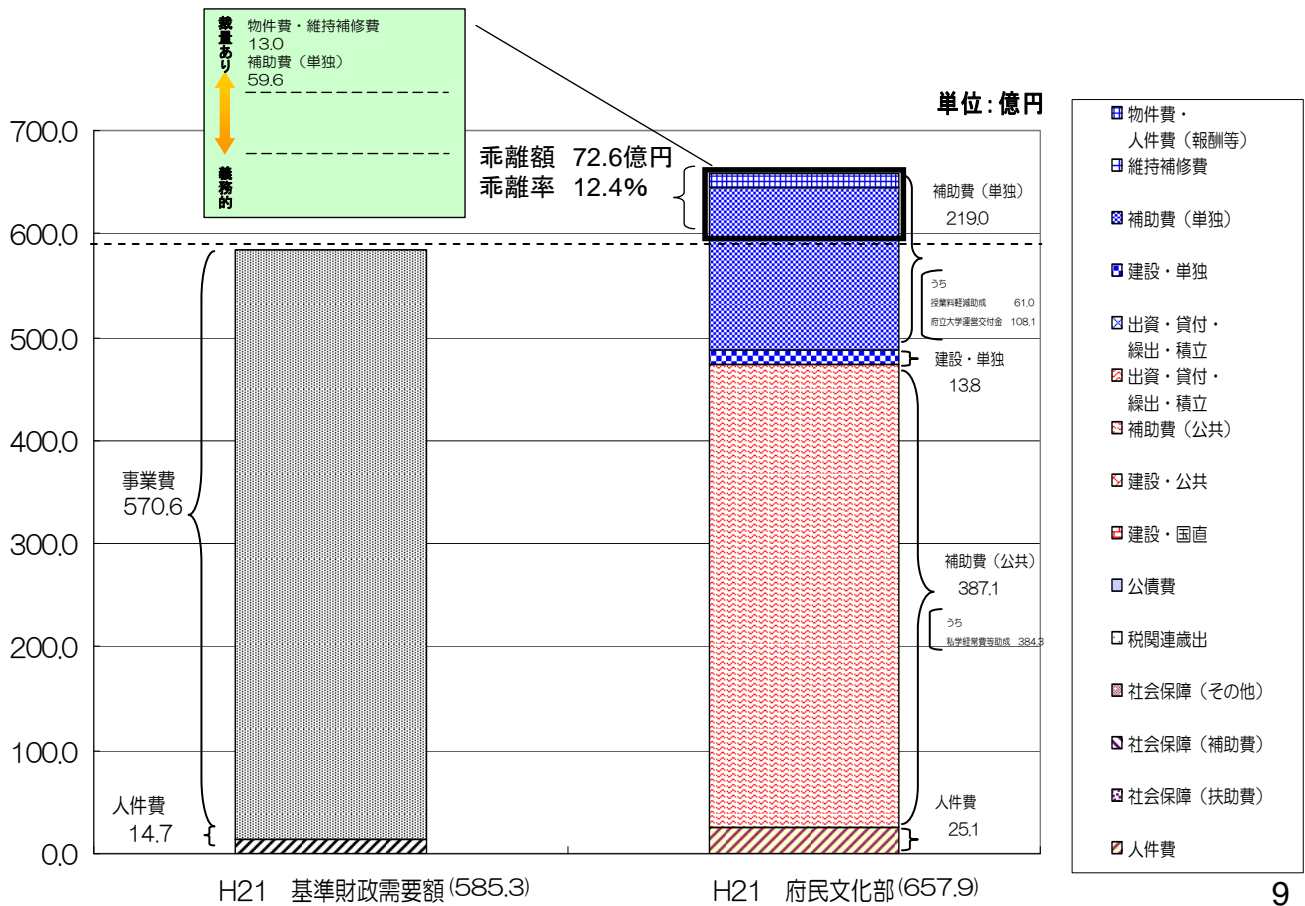 裁量あり
義務的
物件費・維持補修費
13.0
補助費（単独）
59.6
単位：億円
乖離額 72.6億円
乖離率 12.4%
700.0
600.0
500.0
400.0
300.0
200.0
100.0
0.0
事業費
570.6
人件費
14.7
補助費（単独）
219.0
うち
授業料軽減助成 61.0
府立大学運営交付金 108.1
建設・単独
13.8
補助費（公共）
387.1
うち
私学経常費等助成 384.3
人件費
25.1
H21 基準財政需要額(585.3)
H21 府民文化部(657.9)
物件費・
人件費（報酬等）
維持補修費
補助費（単独）
建設・単独
出資・貸付・
繰出・積立
出資・貸付・
繰出・積立
補助費（公共）
建設・公共
建設・国直
公債費
税関連歳出
社会保障（その他）
社会保障（補助費）
社会保障（扶助費）
人件費
9